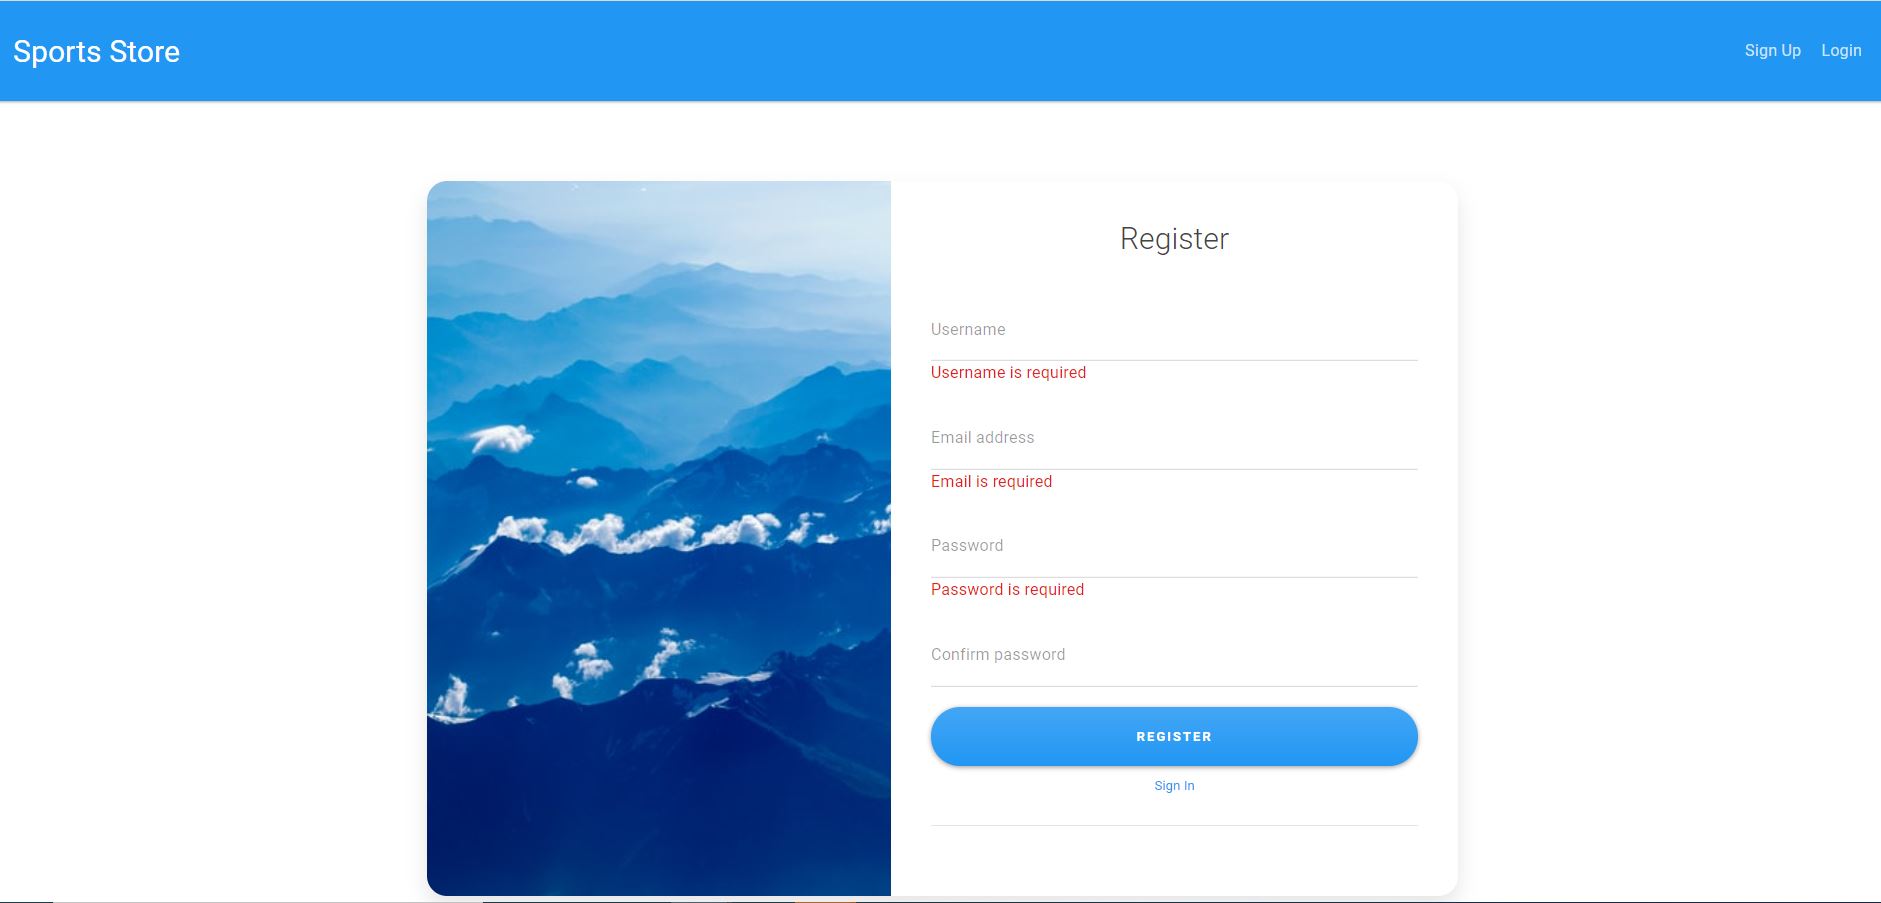 Sports Store
Sign Up
Login
Register
Username
Username is required
Email address
Email is required
Password
Password is required
Confirm password
REGISTER
Sign In